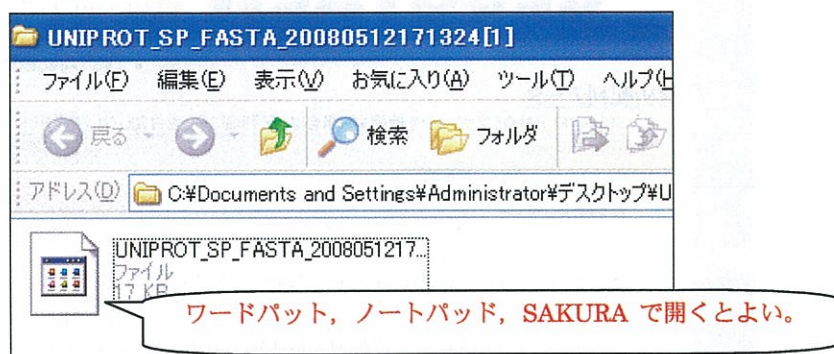 UNIPROT_SP_FASTA_20080512171324[1]
ファイル(F) 編集(E) 表示(V) お気に入り(A) ツール(T) ヘルプ(H
戻る 検索 フォルダ
アドレス(D) C:¥Documents and Settings¥Administrator¥デスクトップ¥U
UNIPROT_SP_FASTA_2008051217...
ファイル
17 KB
ワードパット，ノートパッド，SAKURA で開くとよい。